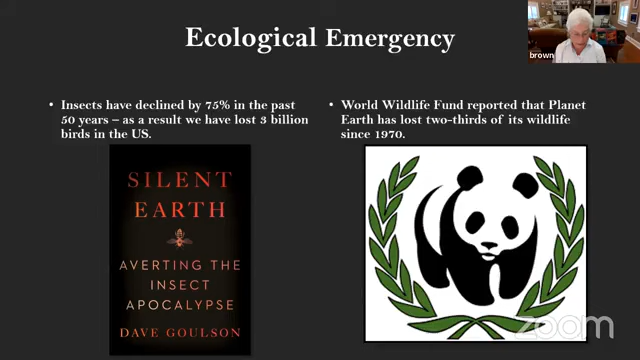 Ecological Emergency
brown
• Insects have declined by 75% in the past
50 years – as a result we have lost 3 billion
birds in the US.
• World Wildlife Fund reported that Planet
Earth has lost two-thirds of its wildlife
since 1970.
SILENT
EARTH
AVERTING THE
INSECT
APOCALYPSE
DAVE GOULSON
zoom